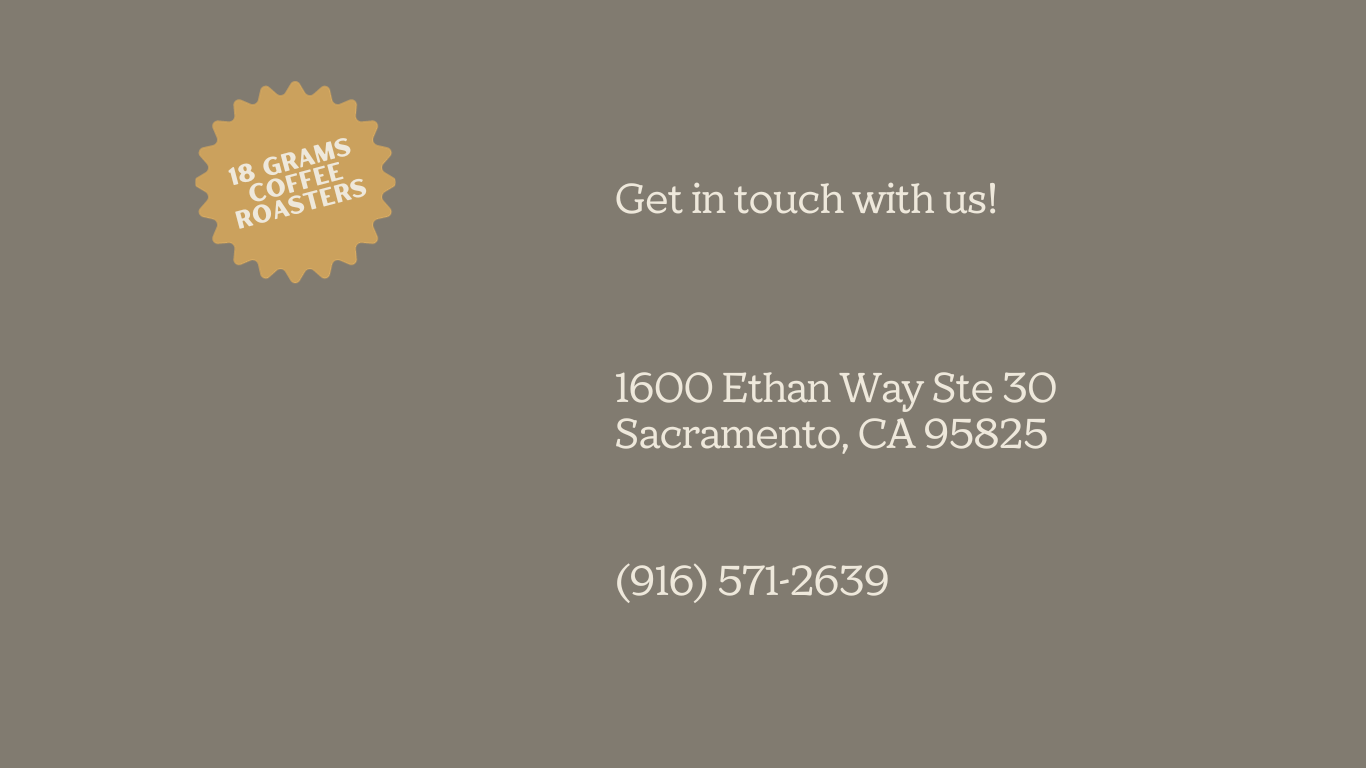 18 GRAMS
COFFEE
ROASTERS
Get in touch with us!
1600 Ethan Way Ste 30
Sacramento, CA 95825
(916) 571-2639